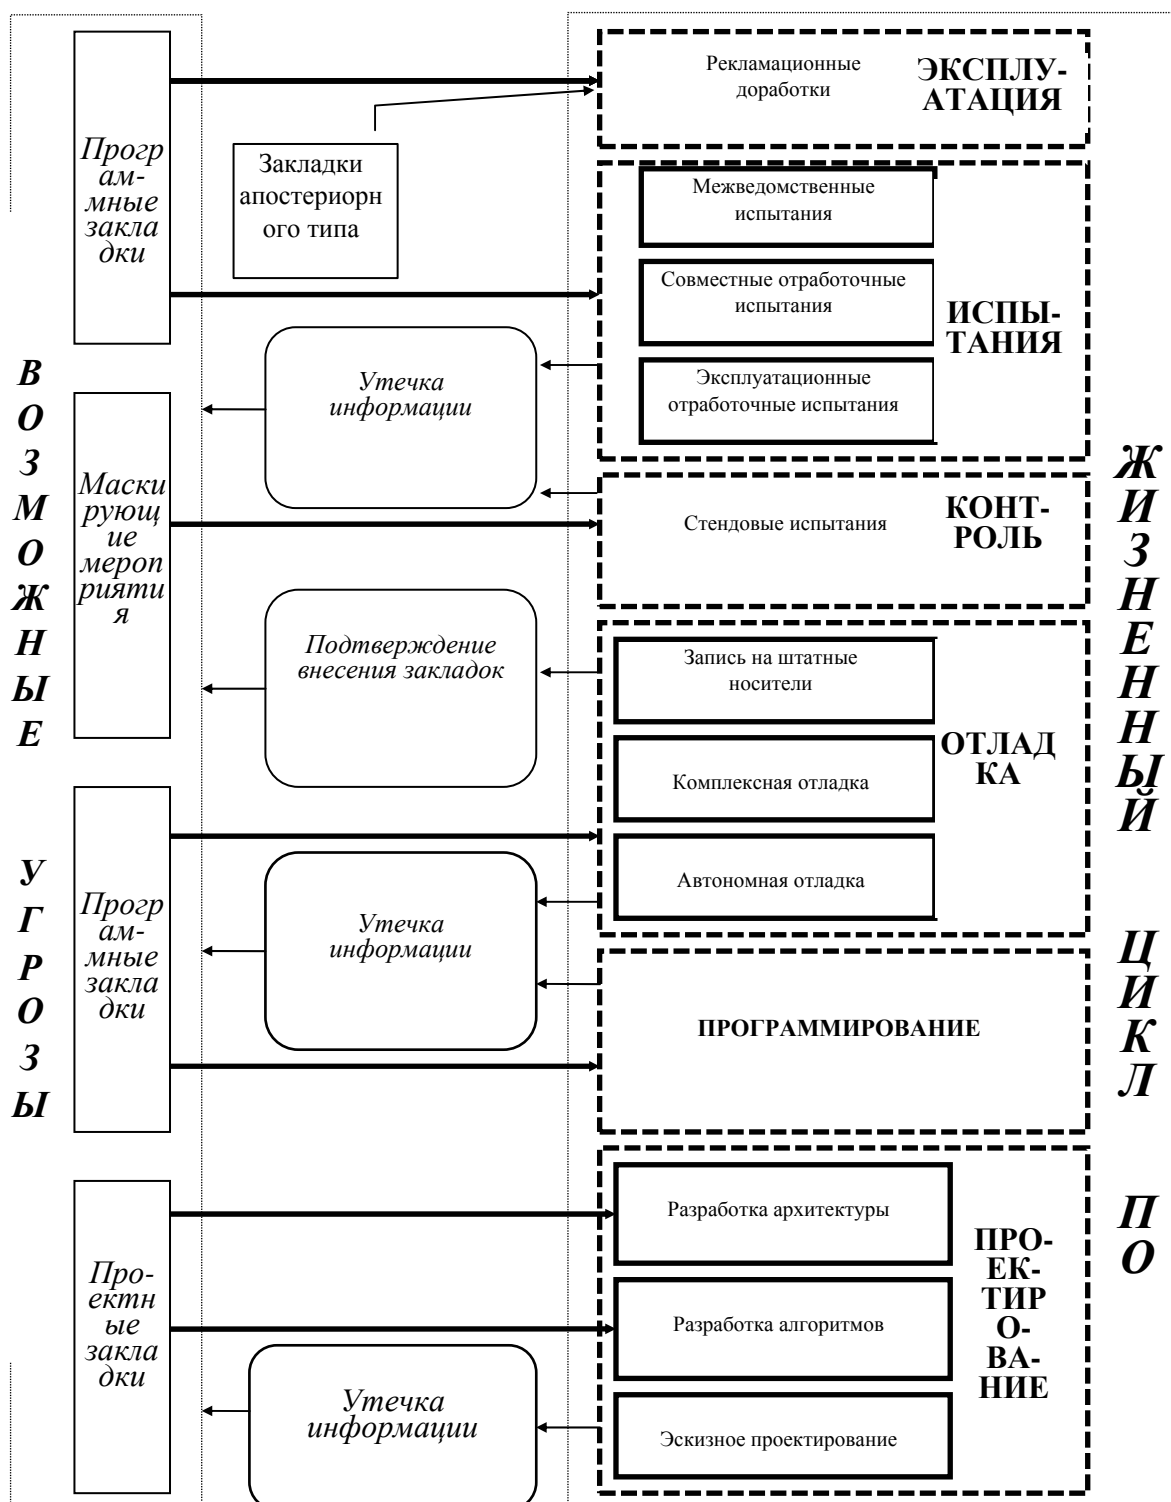 Рекламационные
доработки
ЭКСПЛУ-
АТАЦИЯ
Прогр
ам-
мные
закла
дки
Закладки
апостериорн
ого типа
Межведомственные
испытания
Совместные отработочные
испытания
Эксплуатационные
отработочные испытания
ИСПЫ-
ТАНИЯ
Утечка
информации
В
О
З
М
О
Ж
Н
Ы
Е
Маски
рующ
ие
мероп
рияти
я
Стендовые испытания
КОНТ-
РОЛЬ
Ж
И
З
Н
Е
Н
Н
Ы
Й
Подтверждение
внесения закладок
Запись на штатные
носители
Комплексная отладка
Автономная отладка
ОТЛАД
КА
У
Г
Р
О
З
Ы
Прогр
ам-
мные
закла
дки
Утечка
информации
ПРОГРАММИРОВАНИЕ
Ц
И
К
Л
Про-
ектн
ые
закла
дки
Разработка архитектуры
Разработка алгоритмов
Эскизное проектирование
ПРО-
ЕК-
ТИР
О-
ВА-
НИЕ
П
О
Утечка
информации